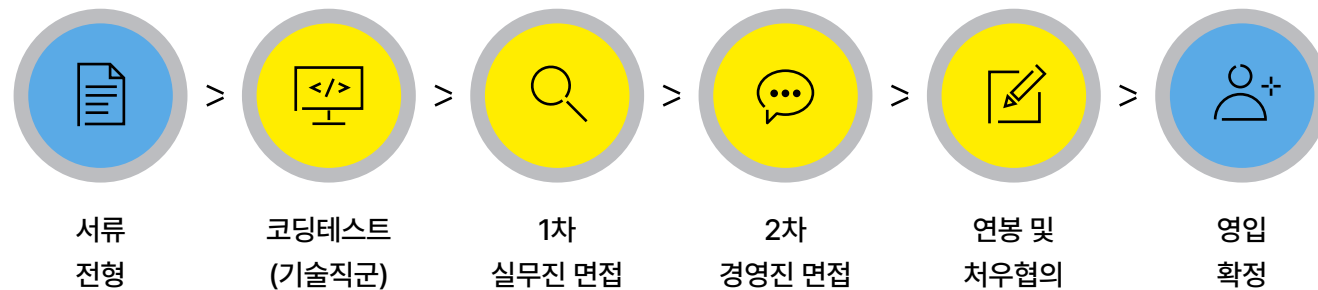 </>
>
>
>
>
>
서류
전형
코딩테스트
(기술직군)
1차
실무진 면접
2차
경영진 면접
연봉 및
처우협의
영입
확정